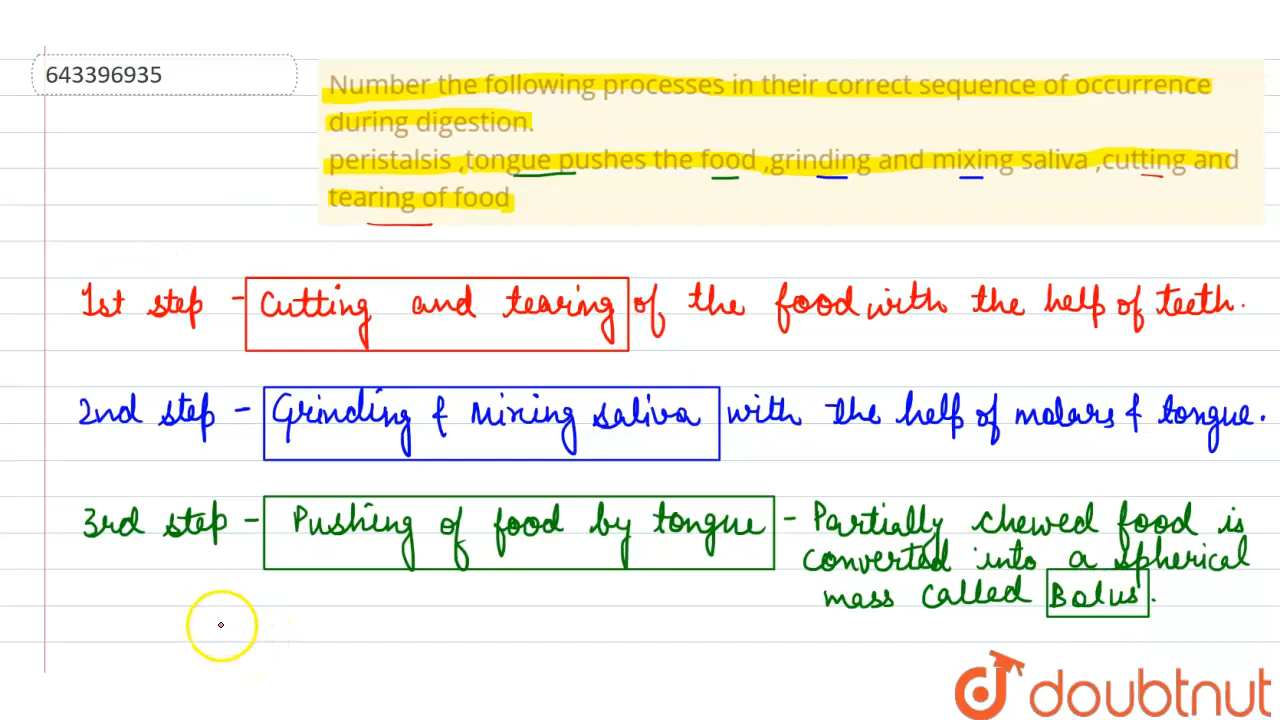 643396935
Number the following processes in their correct sequence of occurrence
during digestion.
peristalsis ,tongue pushes the food ,grinding and mixing saliva ,cutting and
tearing of food
1st step - Cutting and tearing of the food with the help of teeth.
2nd step - Grinding & Mixing saliva with the help of molars & tongue.
3rd step - Pushing of food by tongue - Partially chewed food is
converted into a spherical
mass called Bolus.
doubtnut